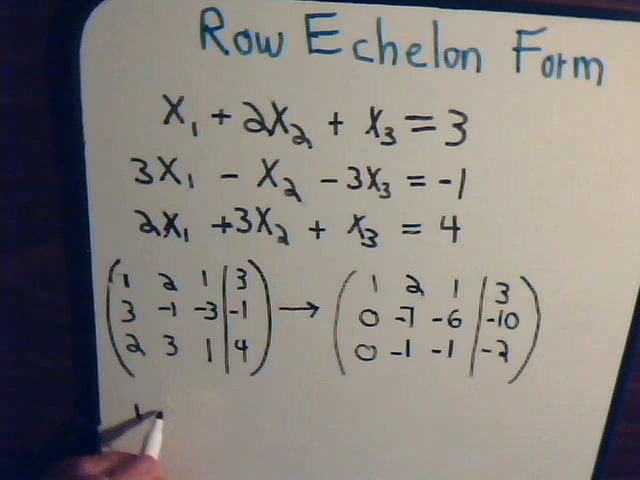 Row Echelon Form
X₁ + 2X₂ + X₃ = 3
3X₁ - X₂ - 3X₃ = -1
2X₁ + 3X₂ + X₃ = 4
( 1 2 1 | 3 ) ( 1 2 1 | 3 )
( 3 -1 -3 | -1 ) → ( 0 -7 -6 | -10 )
( 2 3 1 | 4 ) ( 0 -1 -1 | -2 )
1